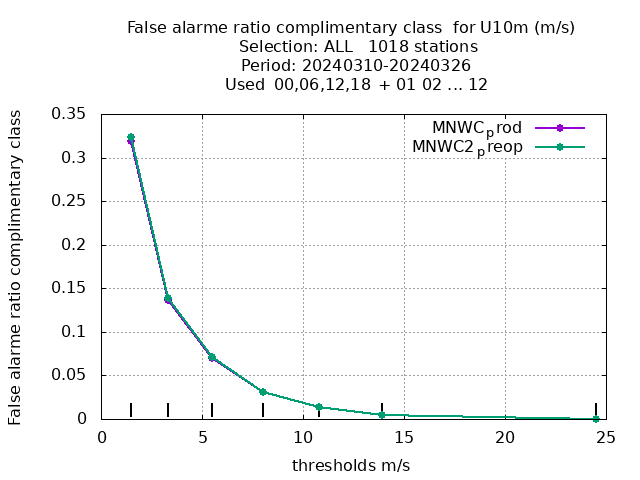 False alarme ratio complimentary class  for U10m (m/s)
Selection: ALL   1018 stations
Period: 20240310-20240326
Used  00,06,12,18 + 01 02 ... 12
MNWC_prod
MNWC2_preop
False alarme ratio complimentary class
0.35
0.3
0.25
0.2
0.15
0.1
0.05
0
0 5 10 15 20 25
thresholds m/s